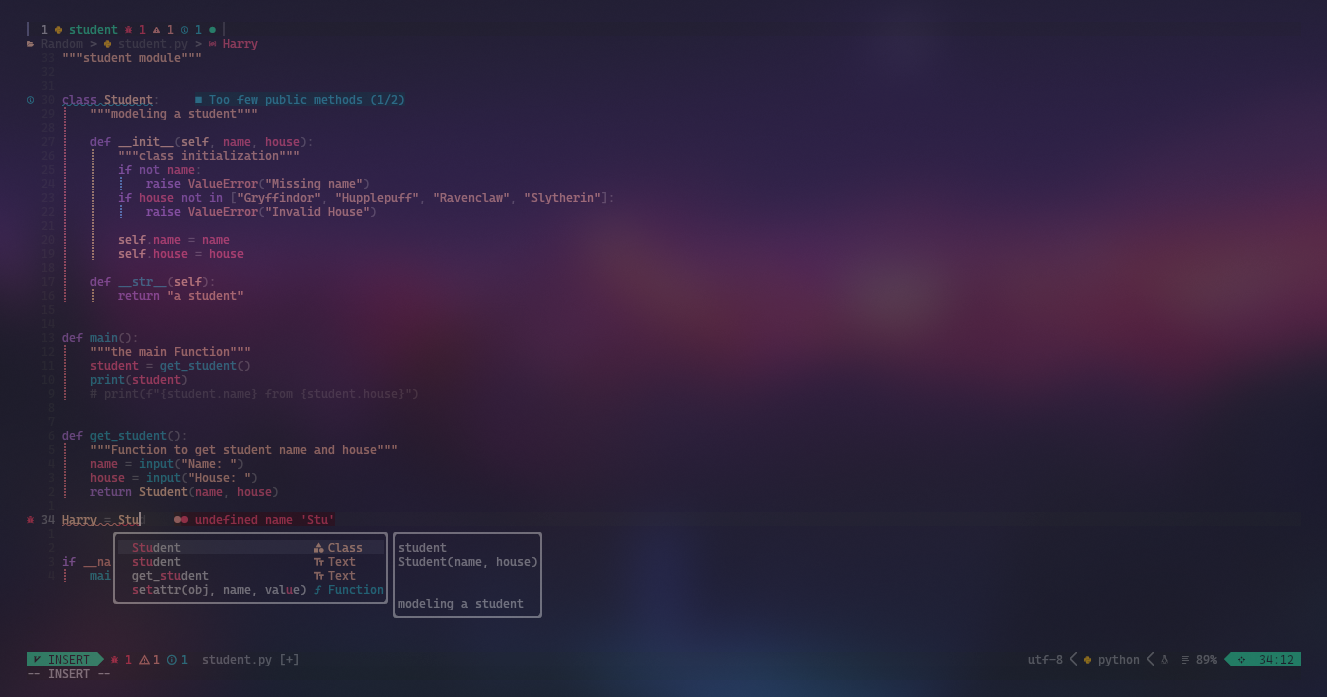 1 student 1 1 1
Random > student.py > Harry
33 """student module"""
32
31
30 class Student: Too few public methods (1/2)
29 """modeling a student"""
28
27 def __init__(self, name, house):
26 """class initialization"""
25 if not name:
24 raise ValueError("Missing name")
23 if house not in ["Gryffindor", "Hupplepuff", "Ravenclaw", "Slytherin"]:
22 raise ValueError("Invalid House")
21
20 self.name = name
19 self.house = house
18
17 def __str__(self):
16 return "a student"
15
14
13 def main():
12 """the main Function"""
11 student = get_student()
10 print(student)
9 # print(f"{student.name} from {student.house}")
8
7
6 def get_student():
5 """Function to get student name and house"""
4 name = input("Name: ")
3 house = input("House: ")
2 return Student(name, house)
1
34 Harry = Stu undefined name 'Stu'
1
2 Student Class student
3 if __na student Text Student(name, house)
4 mai get_student Text
setattr(obj, name, value) Function
modeling a student
INSERT 1 1 1 student.py [+] utf-8 python 89% 34:12
-- INSERT --